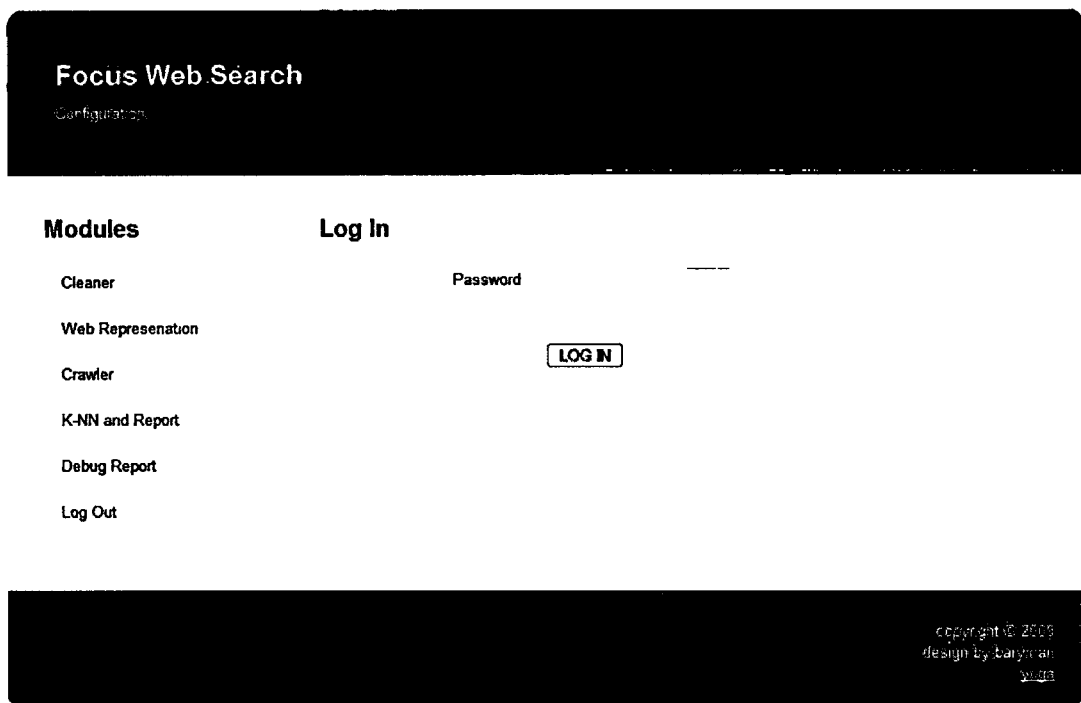 Focus Web Search
Configuration
Modules
Log In
Cleaner
Password
Web Represenation
LOG IN
Crawler
K-NN and Report
Debug Report
Log Out
copyright ©
design by